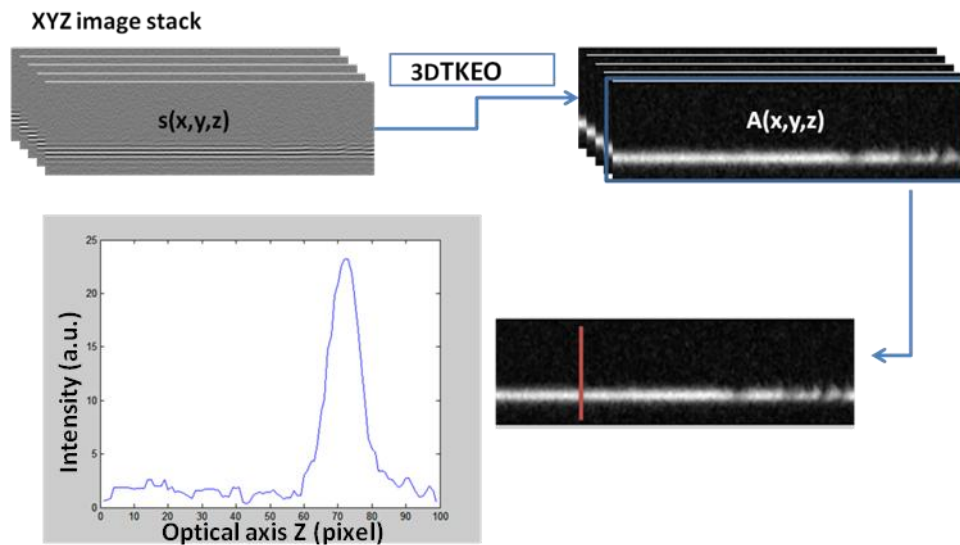 XYZ image stack
3DTKEO
s(x,y,z)
A(x,y,z)
25
20
15
10
5
0
0 10 20 30 40 50 60 70 80 90 100
Intensity (a.u.)
Optical axis Z (pixel)